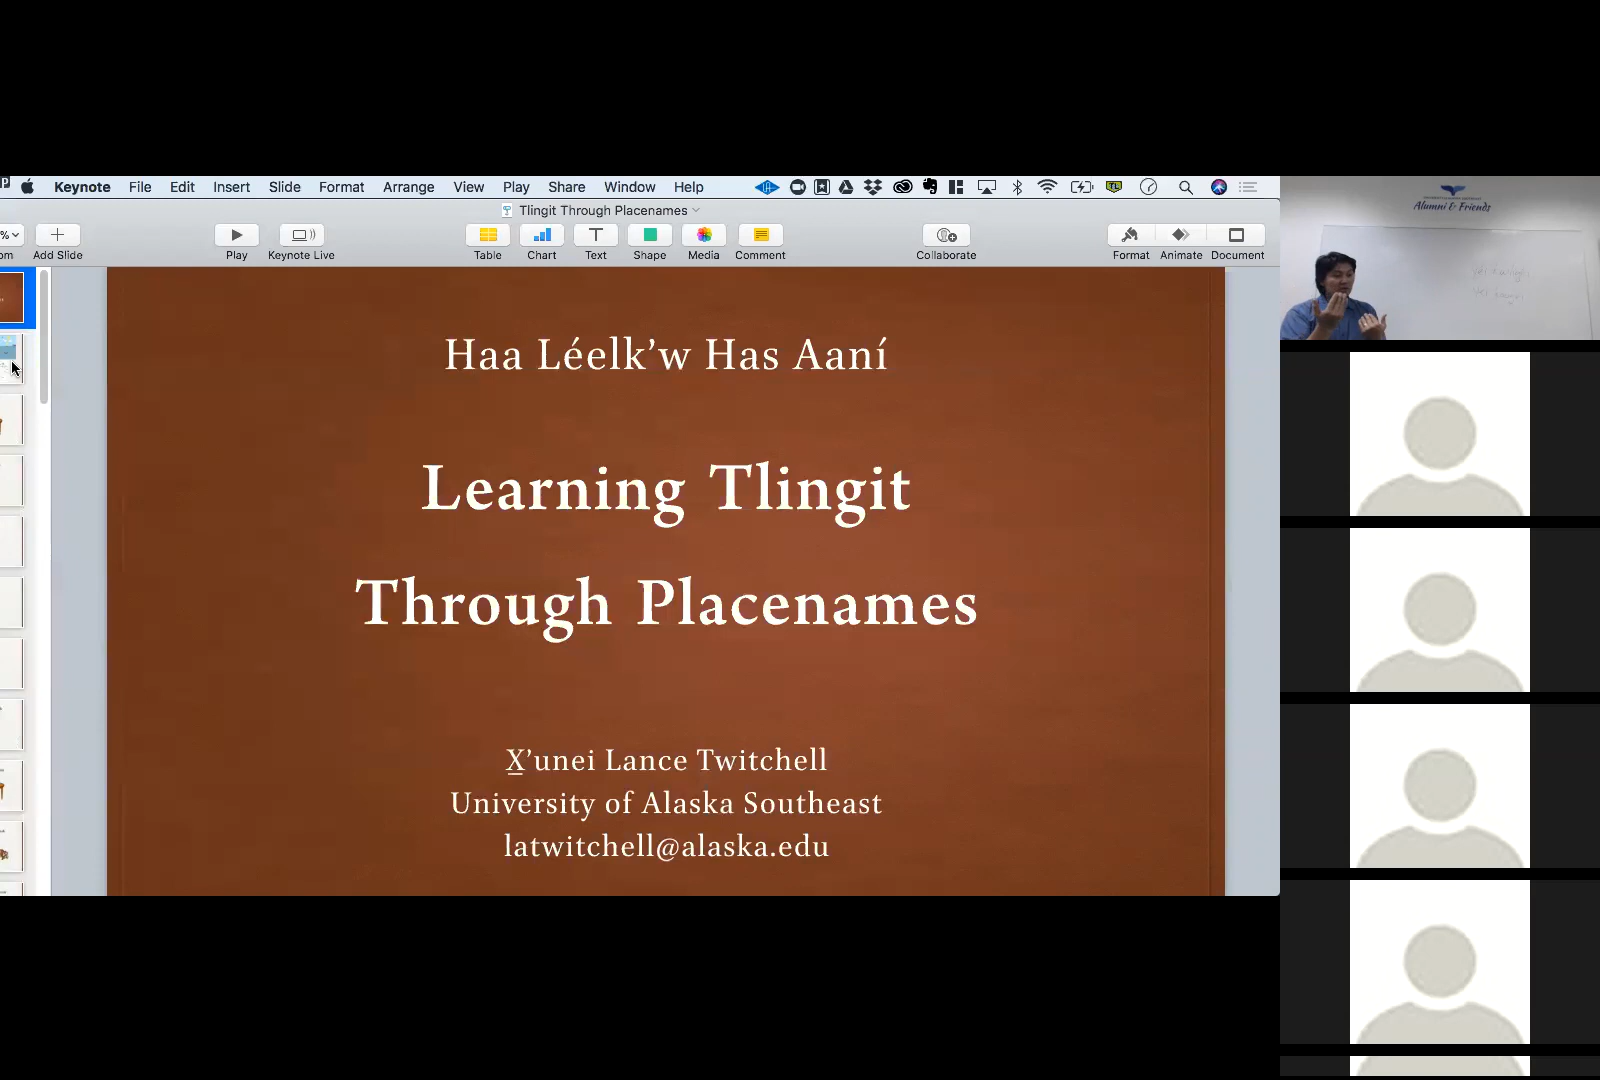 Keynote File Edit Insert Slide Format Arrange View Play Share Window Help
Tlingit Through Placenames
%
om Add Slide Play Keynote Live Table Chart Text Shape Media Comment Collaborate Format Animate Document
Haa Léelk’w Has Aaní
Learning Tlingit
Through Placenames
X̲’unei Lance Twitchell
University of Alaska Southeast
latwitchell@alaska.edu
Alumni & Friends